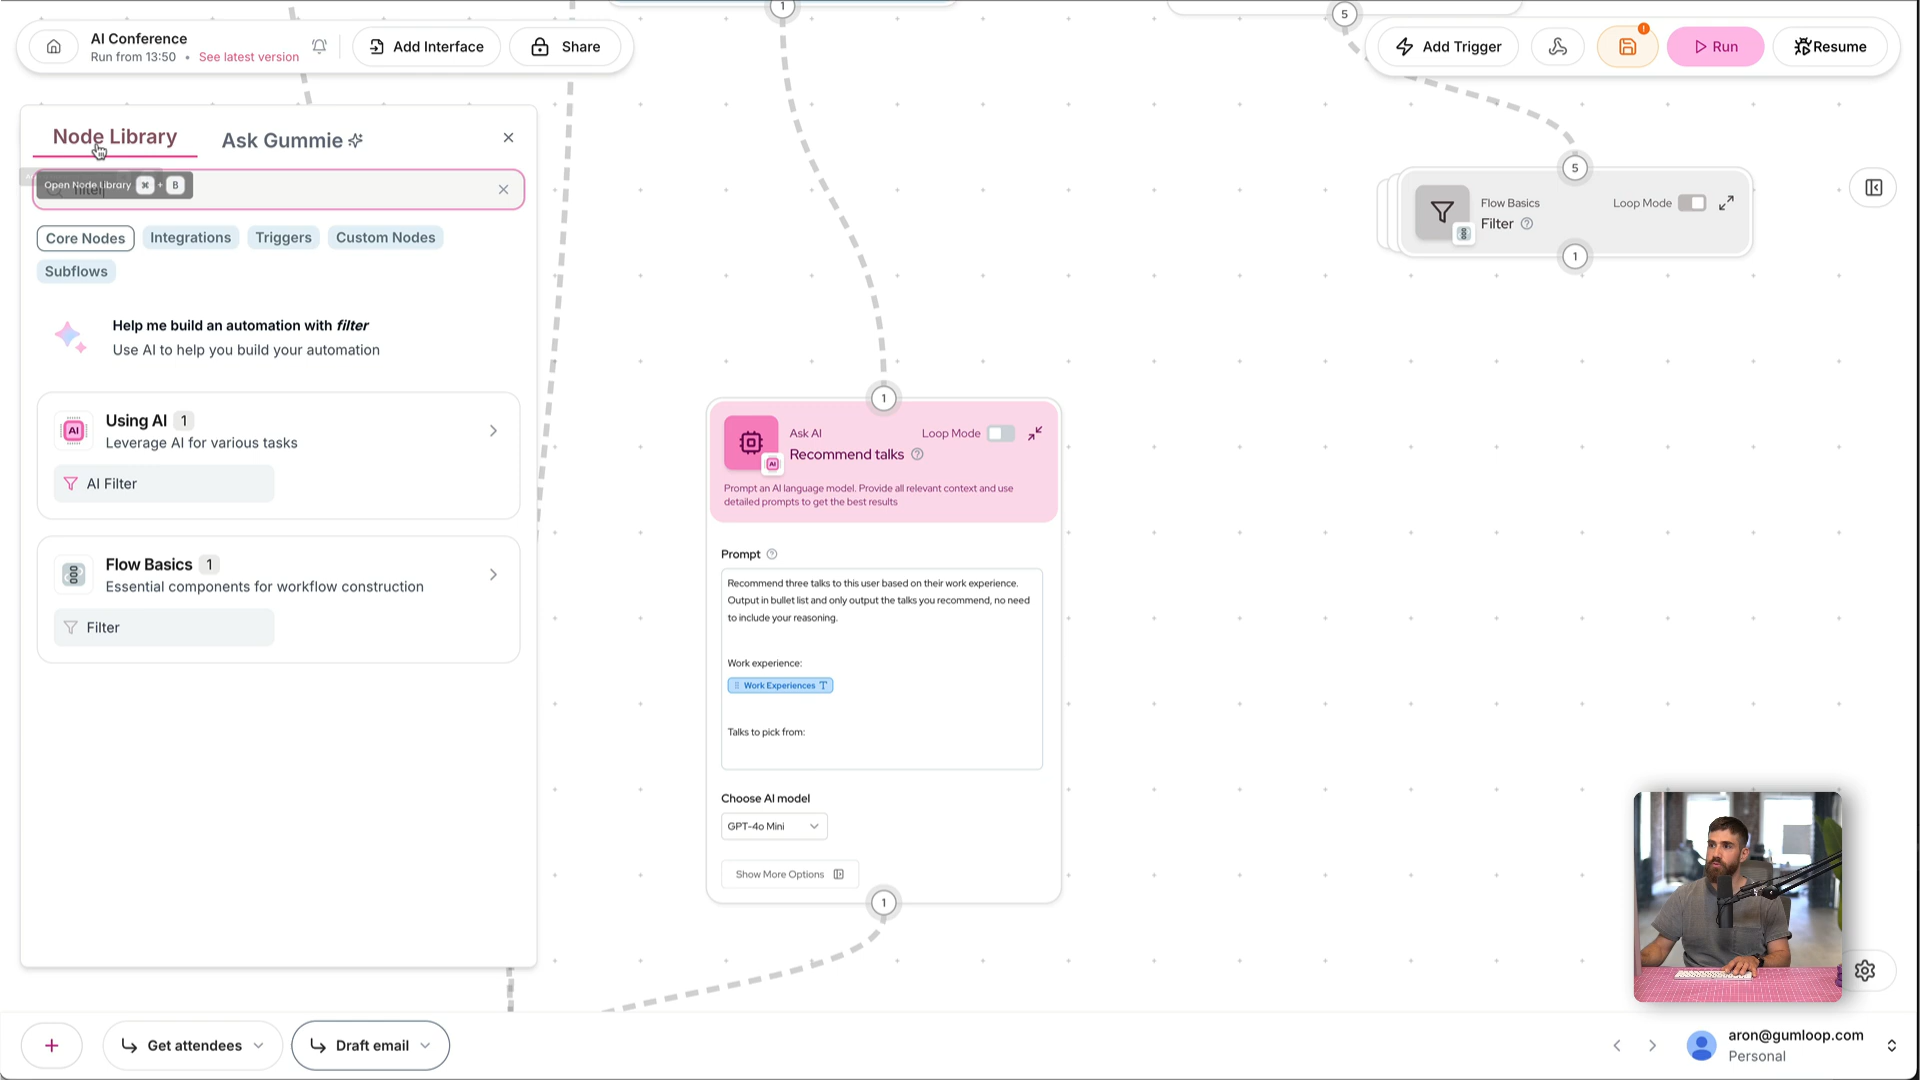 1
5
AI Conference
Run from 13:50 • See latest version
Add Interface
Share
Add Trigger
Run
Resume
Node Library
Ask Gummie
Open Node Library ⌘ + B
Core Nodes
Integrations
Triggers
Custom Nodes
Subflows
Help me build an automation with filter
Use AI to help you build your automation
AI
Using AI 1
Leverage AI for various tasks
AI Filter
Flow Basics 1
Essential components for workflow construction
Filter
5
Flow Basics
Loop Mode
Filter
1
1
Ask AI
Loop Mode
Recommend talks
AI
Prompt an AI language model. Provide all relevant context and use
detailed prompts to get the best results
Prompt
Recommend three talks to this user based on their work experience.
Output in bullet list and only output the talks you recommend, no need
to include your reasoning.
Work experience:
Work Experiences T
Talks to pick from:
Choose AI model
GPT-4o Mini
Show More Options
1
Get attendees
Draft email
aron@gumloop.com
Personal